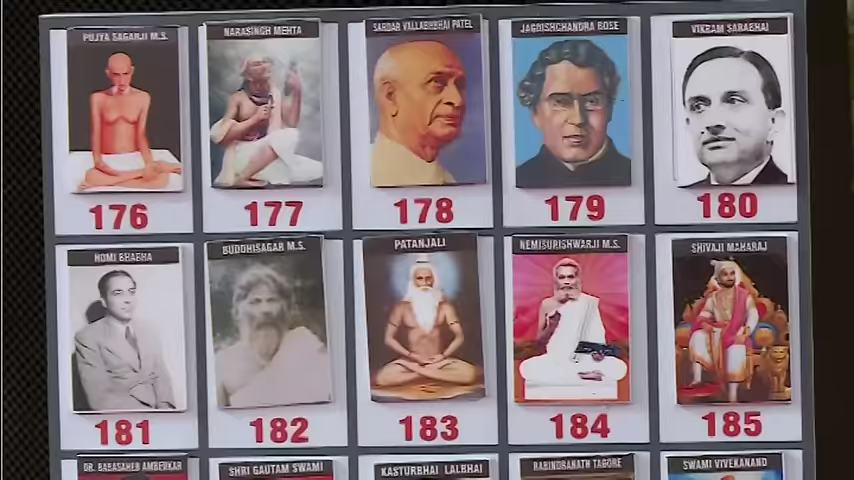 PUJYA SAGARJI M.S.
NARASINGH MEHTA
SARDAR VALLABHBHAI PATEL
JAGDISHCHANDRA BOSE
VIKRAM SARABHAI
176
177
178
179
180
HOMI BHABHA
BUDDHISAGAR M.S.
PATANJALI
NEMISURISHWARJI M.S.
SHIVAJI MAHARAJ
181
182
183
184
185
DR. BABASAHEB AMBEDKAR
SHRI GAUTAM SWAMI
KASTURBHAI LALBHAI
RABINDRANATH TAGORE
SWAMI VIVEKANAND